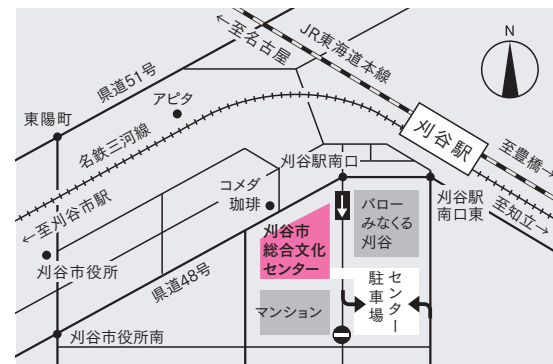 ←至名古屋
JR東海道本線
N
県道51号
アピタ
東陽町
名鉄三河線
刈谷駅
至豊橋→
刈谷駅南口
←至刈谷市駅
コメダ
珈琲
バロー
みなくる
刈谷
刈谷駅
南口東
至知立→
刈谷市
総合文化
センター
刈谷市役所
県道48号
マンション
センター
駐車場
刈谷市役所南